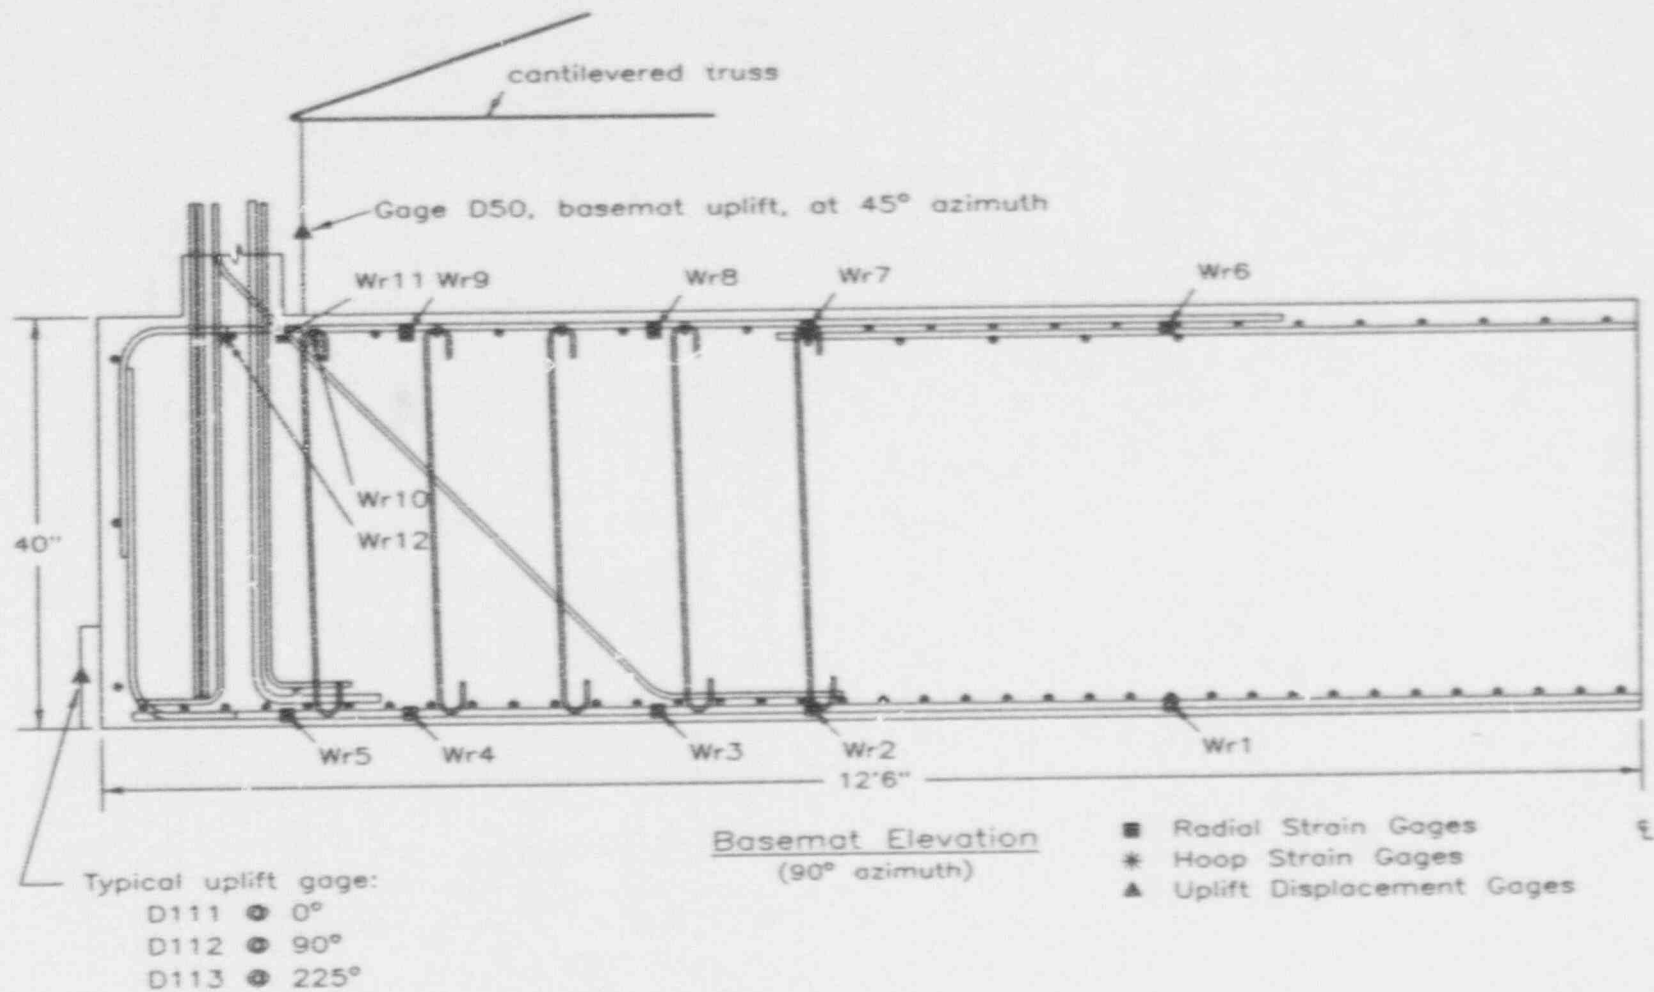 cantilevered truss
Gage D50, basemat uplift, at 45° azimuth
Wr11 Wr9
Wr8
Wr7
Wr6
Wr10
Wr12
40"
Wr5
Wr4
Wr3
Wr2
Wr1
12'6"
Basemat Elevation
(90° azimuth)
■ Radial Strain Gages
✳ Hoop Strain Gages
▲ Uplift Displacement Gages
℄
Typical uplift gage:
D111 @ 0°
D112 @ 90°
D113 @ 225°